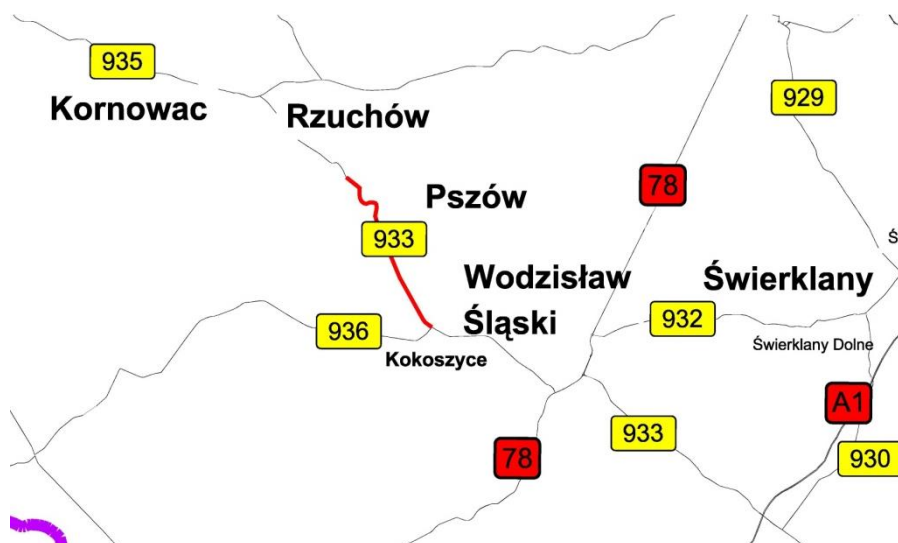 935
Kornowac
Rzuchów
929
78
Pszów
933
Ś
Wodzisław
Śląski
Świerklany
936
932
Kokoszyce
Świerklany Dolne
A1
933
78
930